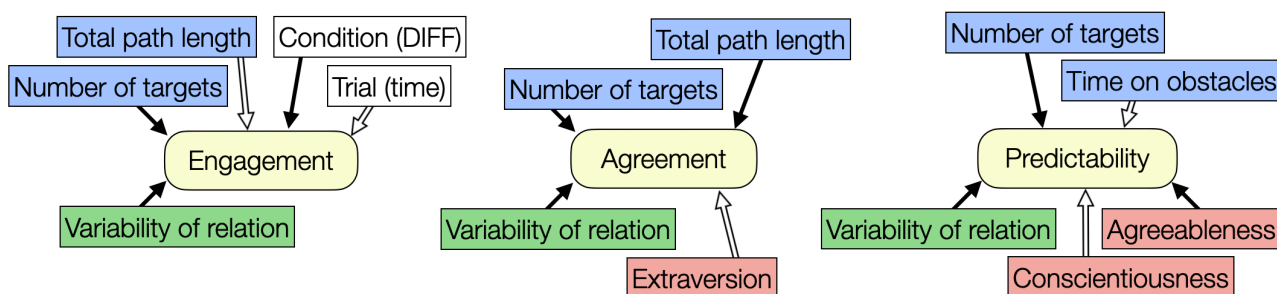 Total path length
Condition (DIFF)
Number of targets
Trial (time)
Engagement
Variability of relation
Total path length
Number of targets
Agreement
Variability of relation
Extraversion
Number of targets
Time on obstacles
Predictability
Variability of relation
Agreeableness
Conscientiousness